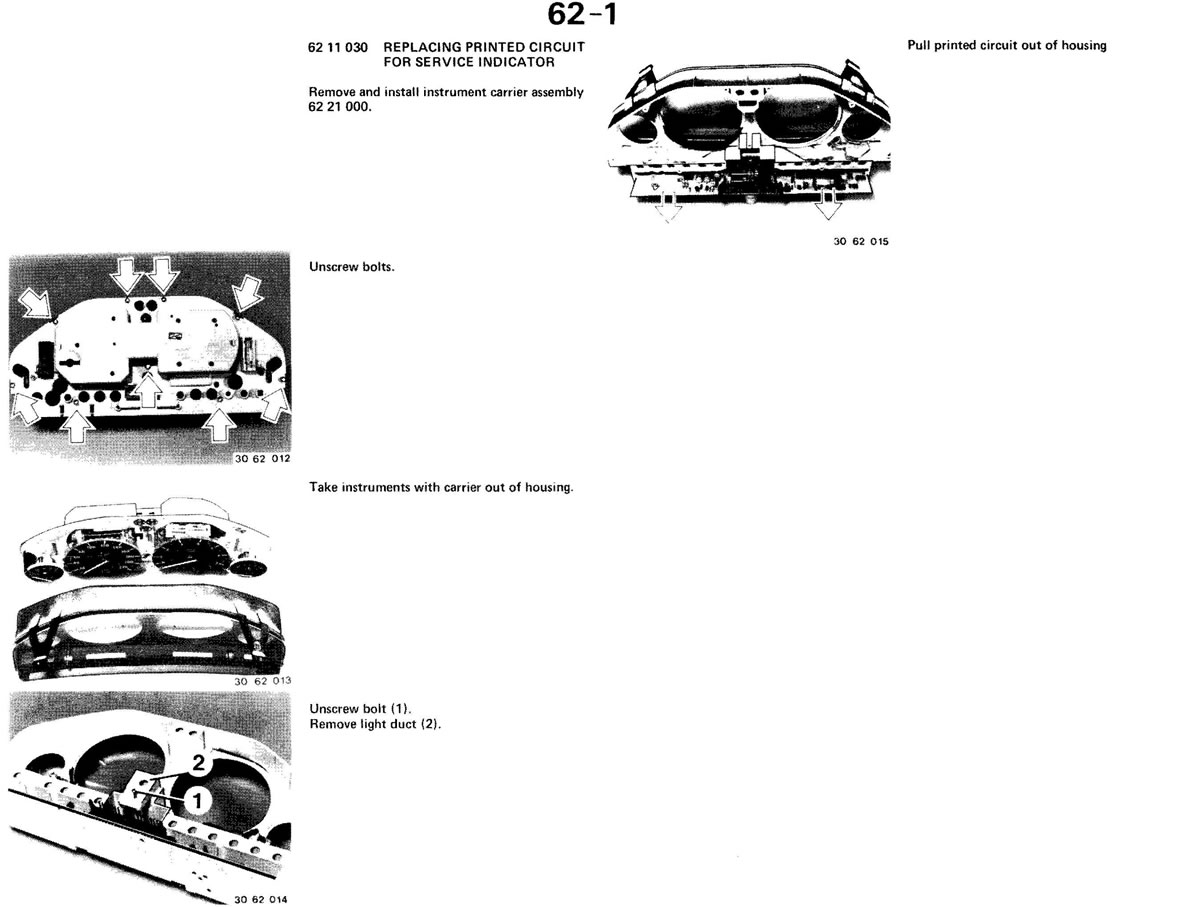 62-1
62 11 030 REPLACING PRINTED CIRCUIT
FOR SERVICE INDICATOR
Remove and install instrument carrier assembly
62 21 000.
30 62 012
Unscrew bolts.
30 62 013
Take instruments with carrier out of housing.
2
1
30 62 014
Unscrew bolt (1).
Remove light duct (2).
30 62 015
Pull printed circuit out of housing